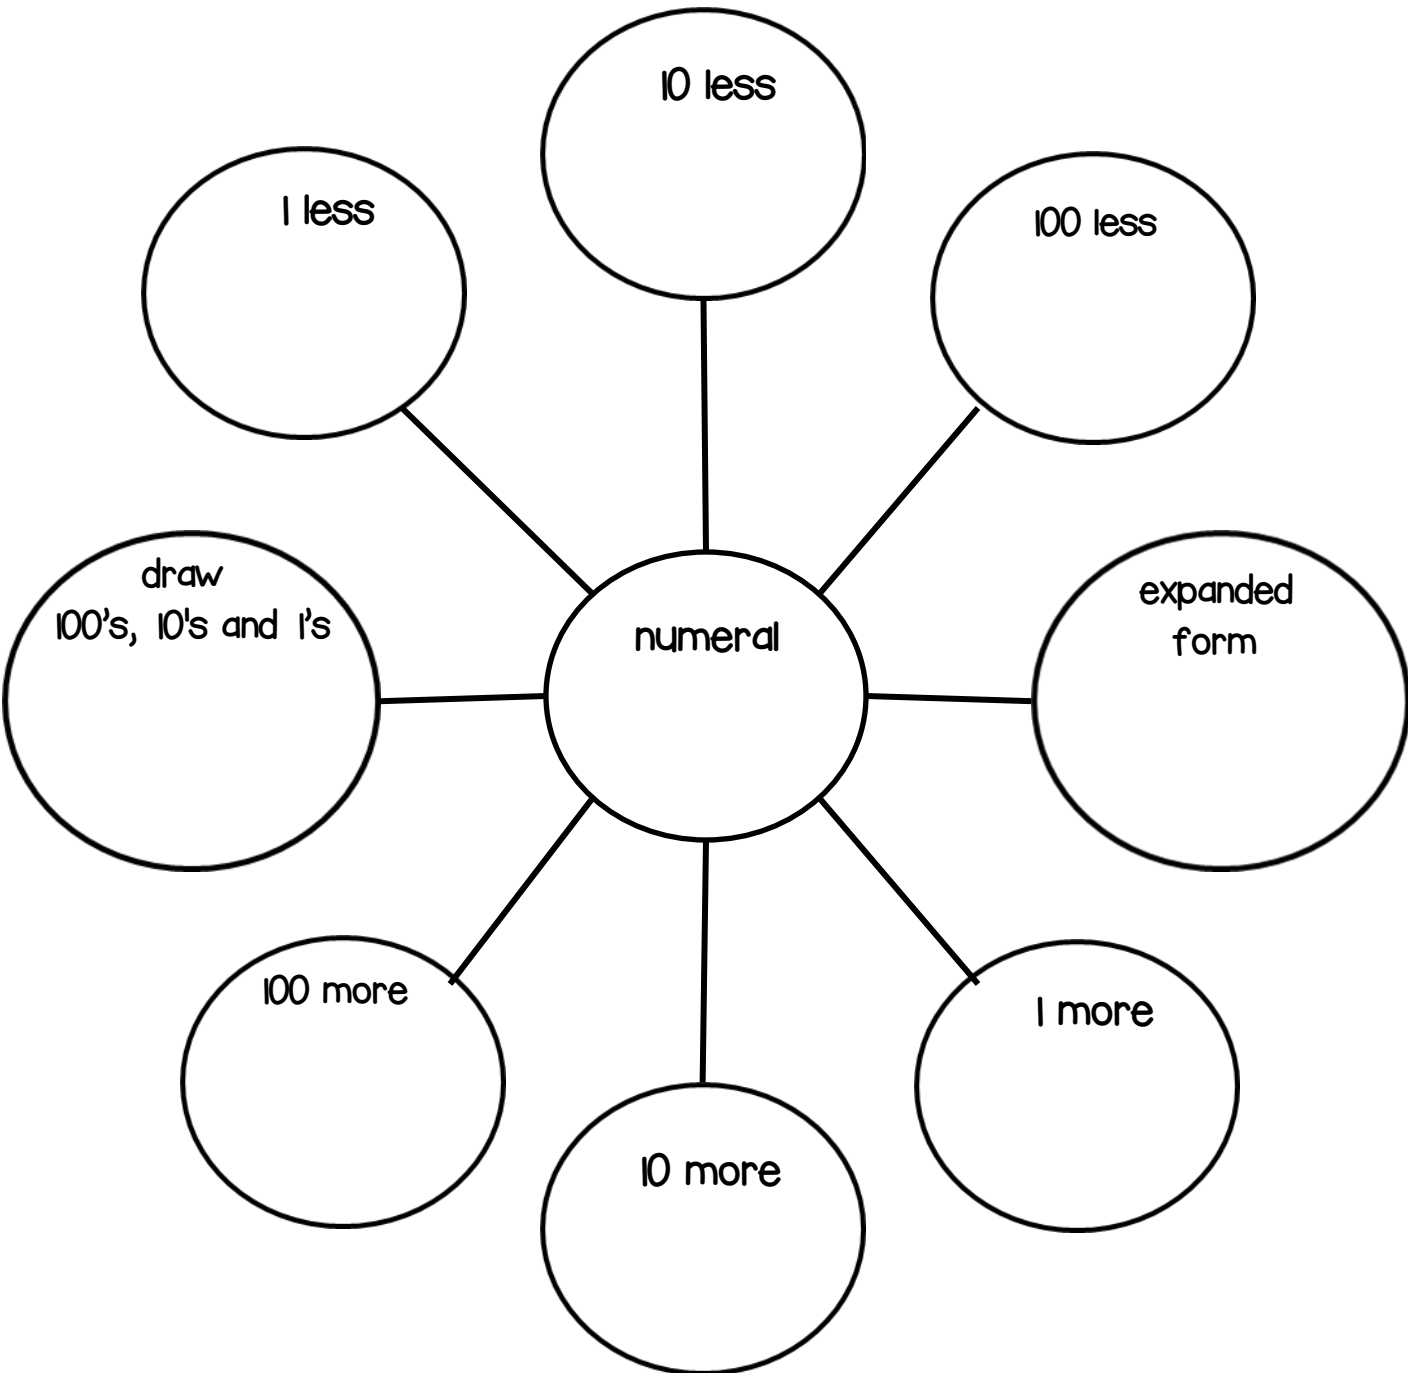 10 less
1 less
100 less
draw
100's, 10's and 1's
numeral
expanded
form
100 more
1 more
10 more